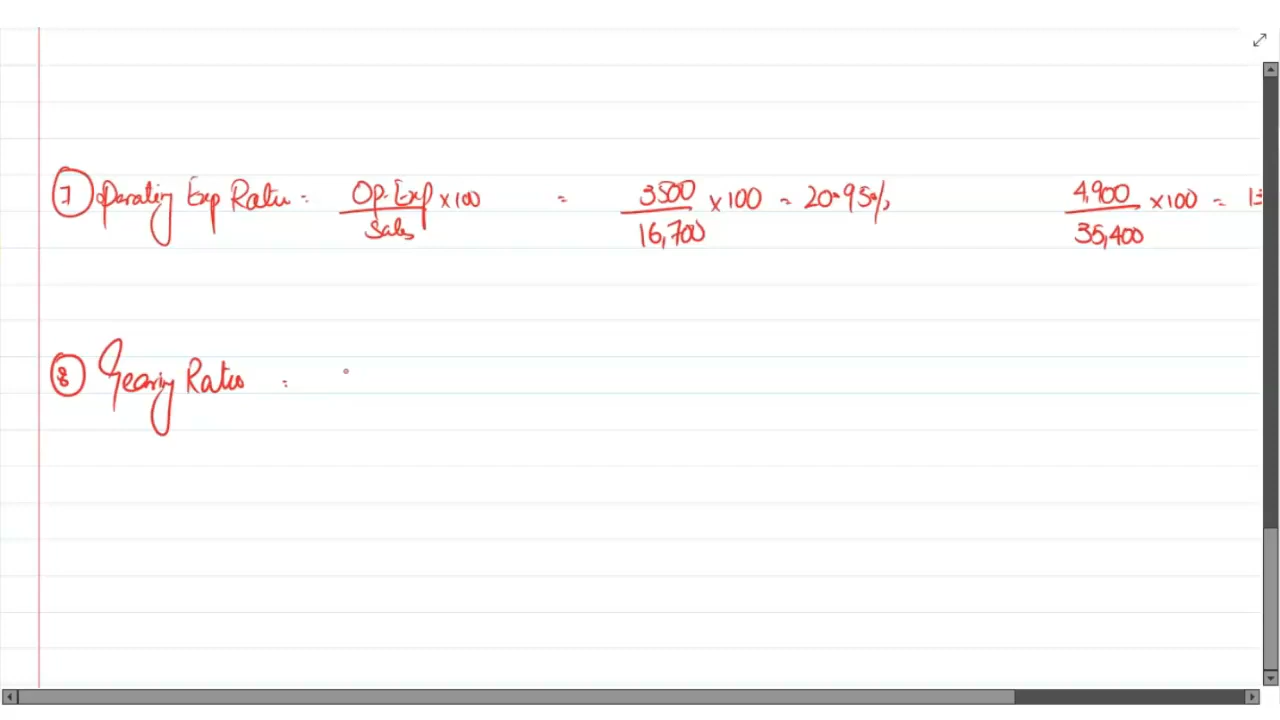 7 Operating Exp Ratio = Op. Exp / Sales × 100 = 3500 / 16,700 × 100 = 20.95% 4,900 / 35,400 × 100 =
8 Gearing Ratio =